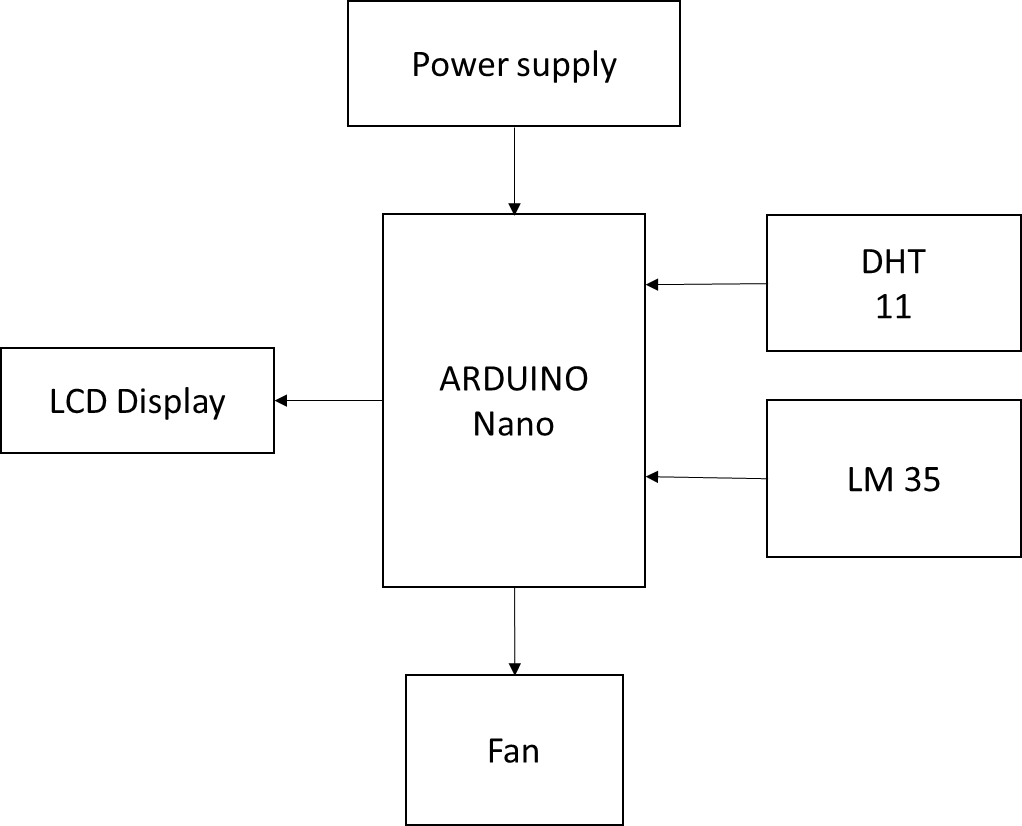 Power supply
DHT
11
ARDUINO
Nano
LCD Display
LM 35
Fan